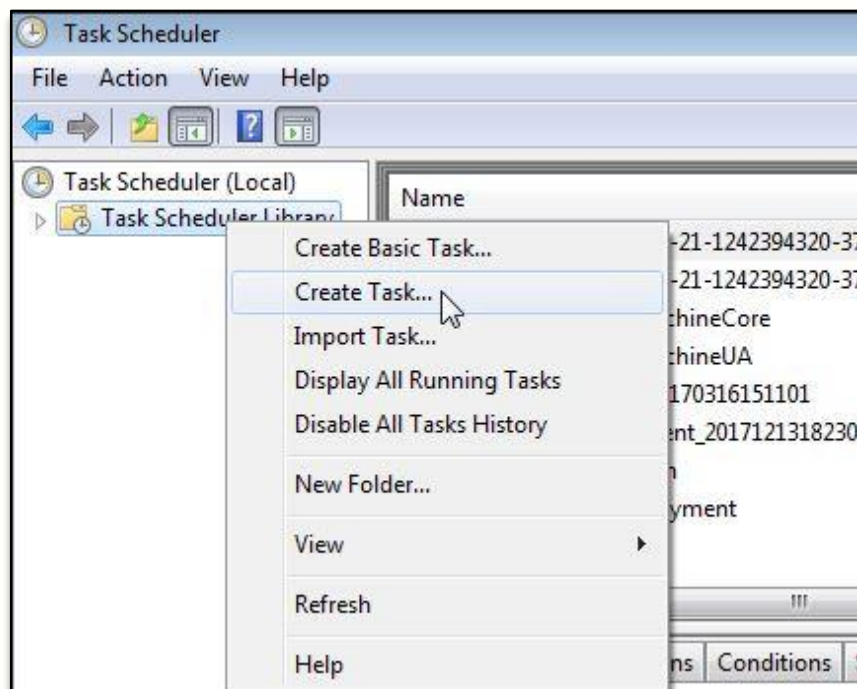 Task Scheduler
File Action View Help
Task Scheduler (Local)
Task Scheduler Library
Name
Create Basic Task...
-21-1242394320-37
Create Task...
-21-1242394320-37
Import Task...
chineCore
Display All Running Tasks
chineUA
Disable All Tasks History
170316151101
ent_2017121318230
New Folder...
yment
View
Refresh
Help
ns Conditions